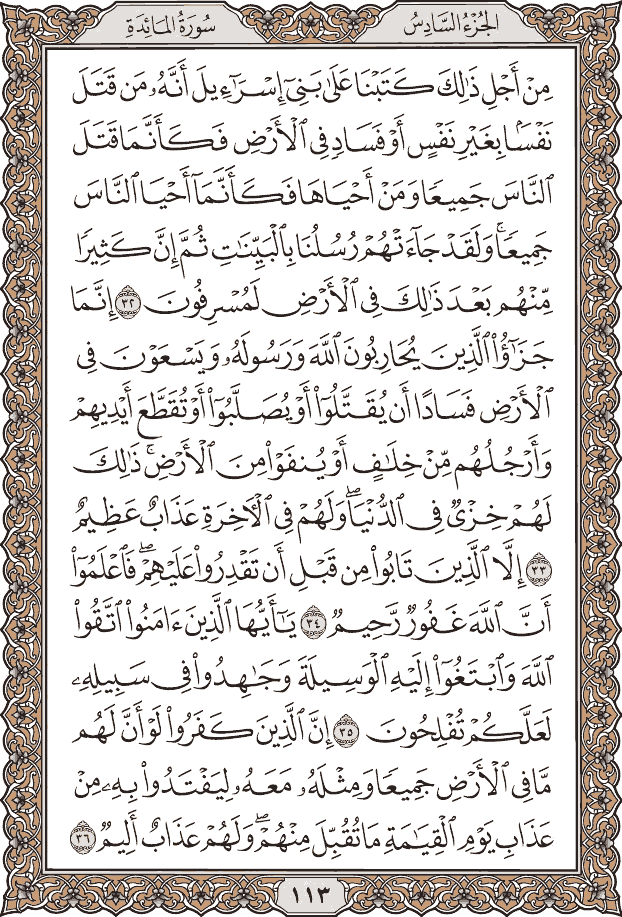 الجُزْءُ السَّادِسُ
سُورَةُ المَائِدَةِ
مِنْ أَجْلِ ذَٰلِكَ كَتَبْنَا عَلَىٰ بَنِىٓ إِسْرَٰٓءِيلَ أَنَّهُۥ مَن قَتَلَ
نَفْسًۢا بِغَيْرِ نَفْسٍ أَوْ فَسَادٍ فِى ٱلْأَرْضِ فَكَأَنَّمَا قَتَلَ
ٱلنَّاسَ جَمِيعًا وَمَنْ أَحْيَاهَا فَكَأَنَّمَآ أَحْيَا ٱلنَّاسَ
جَمِيعًا ۚ وَلَقَدْ جَآءَتْهُمْ رُسُلُنَا بِٱلْبَيِّنَٰتِ ثُمَّ إِنَّ كَثِيرًا
مِّنْهُم بَعْدَ ذَٰلِكَ فِى ٱلْأَرْضِ لَمُسْرِفُونَ ٣٢ إِنَّمَا
جَزَٰٓؤُا۟ ٱلَّذِينَ يُحَارِبُونَ ٱللَّهَ وَرَسُولَهُۥ وَيَسْعَوْنَ فِى
ٱلْأَرْضِ فَسَادًا أَن يُقَتَّلُوٓا۟ أَوْ يُصَلَّبُوٓا۟ أَوْ تُقَطَّعَ أَيْدِيهِمْ
وَأَرْجُلُهُم مِّنْ خِلَٰفٍ أَوْ يُنفَوْا۟ مِنَ ٱلْأَرْضِ ۚ ذَٰلِكَ
لَهُمْ خِزْىٌ فِى ٱلدُّنْيَا ۖ وَلَهُمْ فِى ٱلْءَاخِرَةِ عَذَابٌ عَظِيمٌ
٣٣ إِلَّا ٱلَّذِينَ تَابُوا۟ مِن قَبْلِ أَن تَقْدِرُوا۟ عَلَيْهِمْ ۖ فَٱعْلَمُوٓا۟
أَنَّ ٱللَّهَ غَفُورٌ رَّحِيمٌ ٣٤ يَٰٓأَيُّهَا ٱلَّذِينَ ءَامَنُوا۟ ٱتَّقُوا۟
ٱللَّهَ وَٱبْتَغُوٓا۟ إِلَيْهِ ٱلْوَسِيلَةَ وَجَٰهِدُوا۟ فِى سَبِيلِهِۦ
لَعَلَّكُمْ تُفْلِحُونَ ٣٥ إِنَّ ٱلَّذِينَ كَفَرُوا۟ لَوْ أَنَّ لَهُم
مَّا فِى ٱلْأَرْضِ جَمِيعًا وَمِثْلَهُۥ مَعَهُۥ لِيَفْتَدُوا۟ بِهِۦ مِنْ
عَذَابِ يَوْمِ ٱلْقِيَٰمَةِ مَا تُقُبِّلَ مِنْهُمْ ۖ وَلَهُمْ عَذَابٌ أَلِيمٌ ٣٦
١١٣